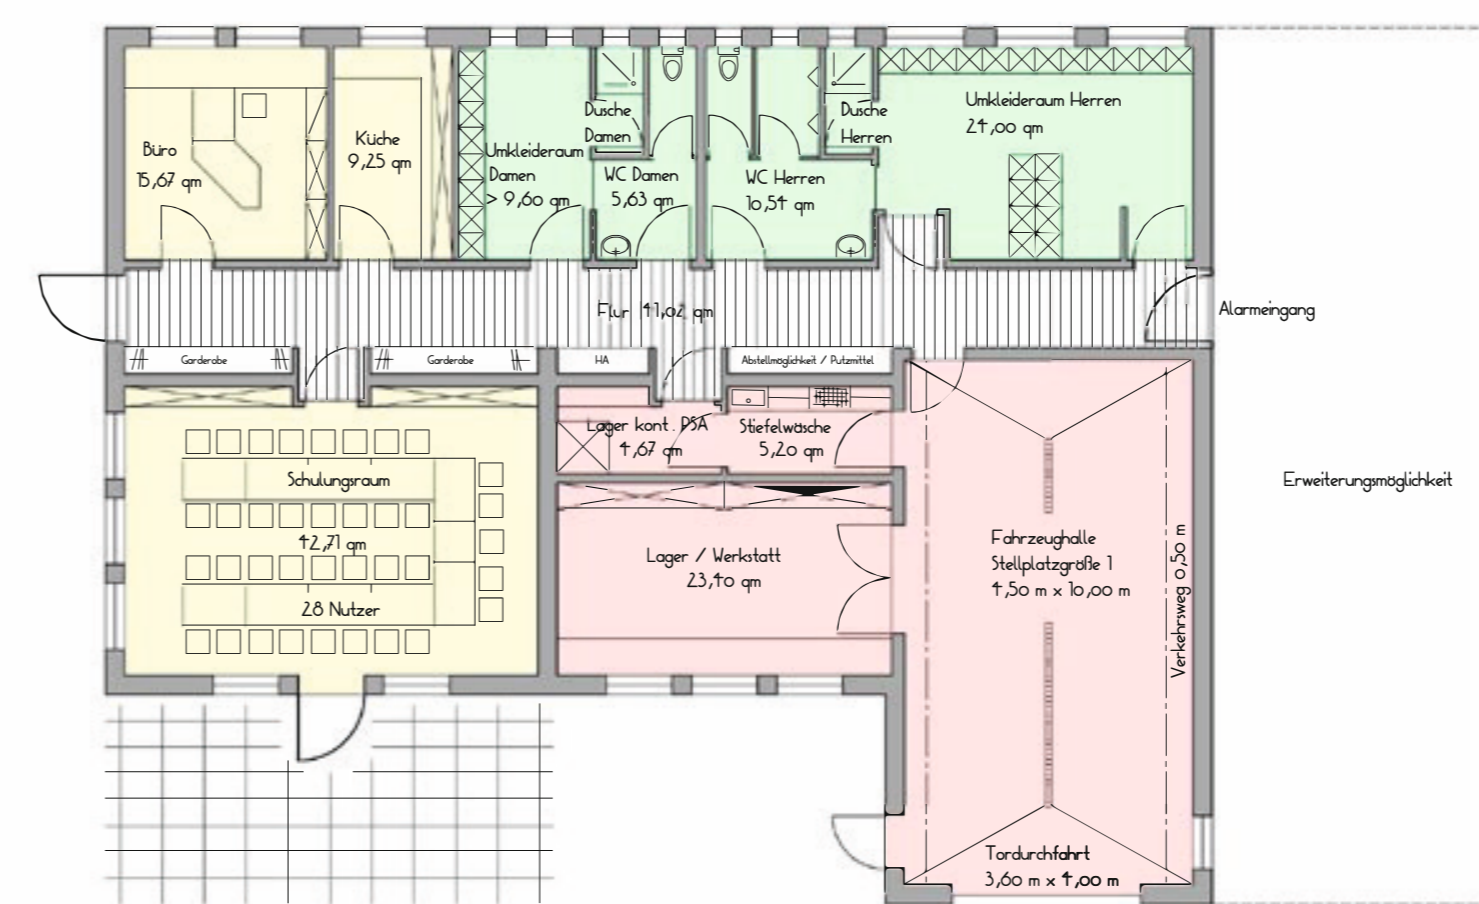 Büro
15,67 qm
Küche
9,25 qm
Umkleideraum
Damen
> 9,60 qm
Dusche
Damen
WC Damen
5,63 qm
WC Herren
10,54 qm
Dusche
Herren
Umkleideraum Herren
24,00 qm
Flur 41,02 qm
Alarmeingang
Garderobe
Garderobe
HA
Abstellmöglichkeit / Putzmittel
Lager kont. PSA
4,67 qm
Stiefelwäsche
5,20 qm
Schulungsraum
42,71 qm
28 Nutzer
Lager / Werkstatt
23,40 qm
Fahrzeughalle
Stellplatzgröße 1
4,50 m x 10,00 m
Verkehrsweg 0,50 m
Erweiterungsmöglichkeit
Tordurchfahrt
3,60 m x 4,00 m